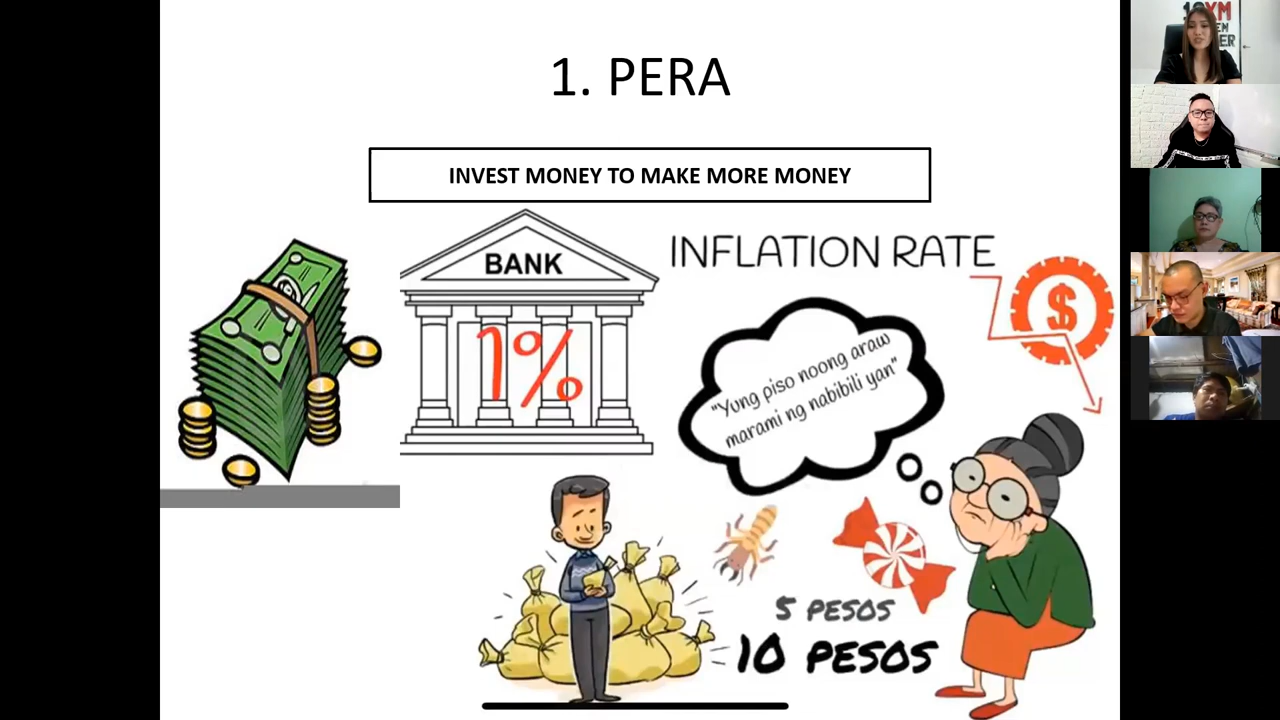 1. PERA
INVEST MONEY TO MAKE MORE MONEY
BANK
1%
INFLATION RATE
$
"Yung piso noong araw
marami ng nabibili yan"
5 PESOS
10 PESOS